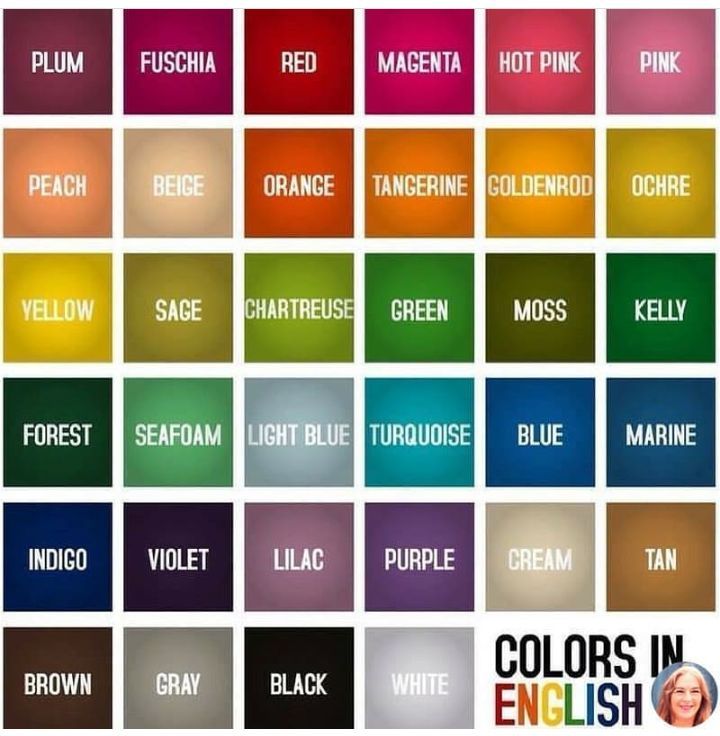 PLUM FUSCHIA RED MAGENTA HOT PINK PINK
PEACH BEIGE ORANGE TANGERINE GOLDENROD OCHRE
YELLOW SAGE CHARTREUSE GREEN MOSS KELLY
FOREST SEAFOAM LIGHT BLUE TURQUOISE BLUE MARINE
INDIGO VIOLET LILAC PURPLE CREAM TAN
BROWN GRAY BLACK WHITE
COLORS IN
ENGLISH